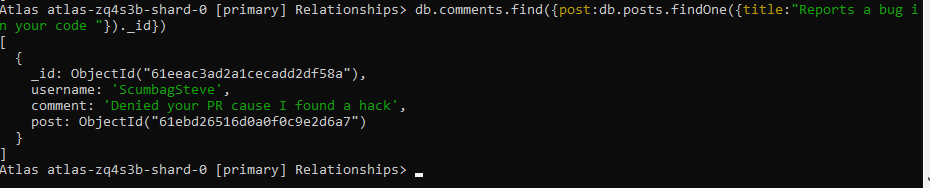 Atlas atlas-zq4s3b-shard-0 [primary] Relationships> db.comments.find({post:db.posts.findOne({title:"Reports a bug i
n your code "})._id})
[
  {
    _id: ObjectId("61eeac3ad2a1cecadd2df58a"),
    username: 'ScumbagSteve',
    comment: 'Denied your PR cause I found a hack',
    post: ObjectId("61ebd26516d0a0f0c9e2d6a7")
  }
]
Atlas atlas-zq4s3b-shard-0 [primary] Relationships>